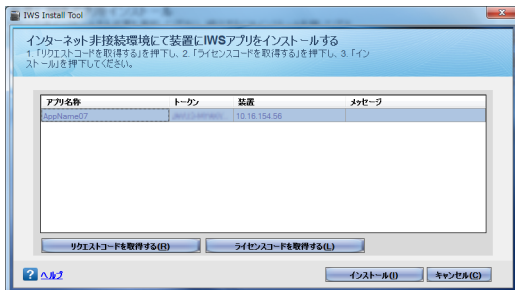 IWS Install Tool
インターネット非接続環境にて装置にIWSアプリをインストールする
1.「リクエストコードを取得する」を押下し、2.「ライセンスコードを取得する」を押下し、3.「イン
ストール」を押下してください。
アプリ名称 トークン 装置 メッセージ
AppName07 10.16.154.56
リクエストコードを取得する(R) ライセンスコードを取得する(L)
ヘルプ インストール(I) キャンセル(C)